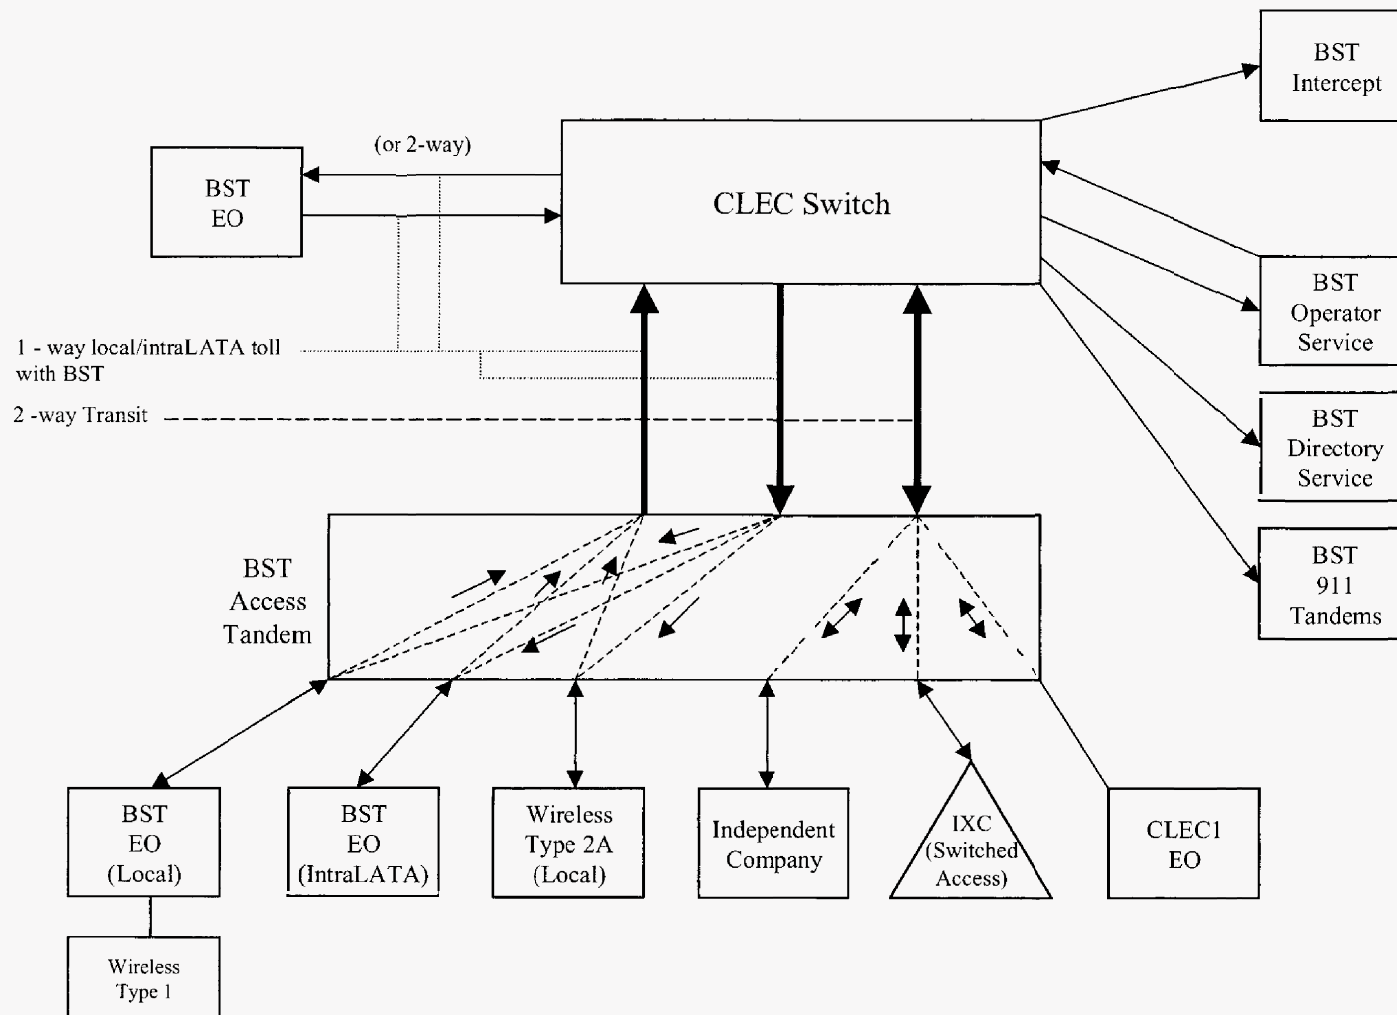 BST
Intercept
(or 2-way)
BST
EO
CLEC Switch
BST
Operator
Service
1 - way local/intraLATA toll
with BST
2 -way Transit
BST
Directory
Service
BST
Access
Tandem
BST
911
Tandems
BST
EO
(Local)
BST
EO
(IntraLATA)
Wireless
Type 2A
(Local)
Independent
Company
IXC
(Switched
Access)
CLEC1
EO
Wireless
Type 1